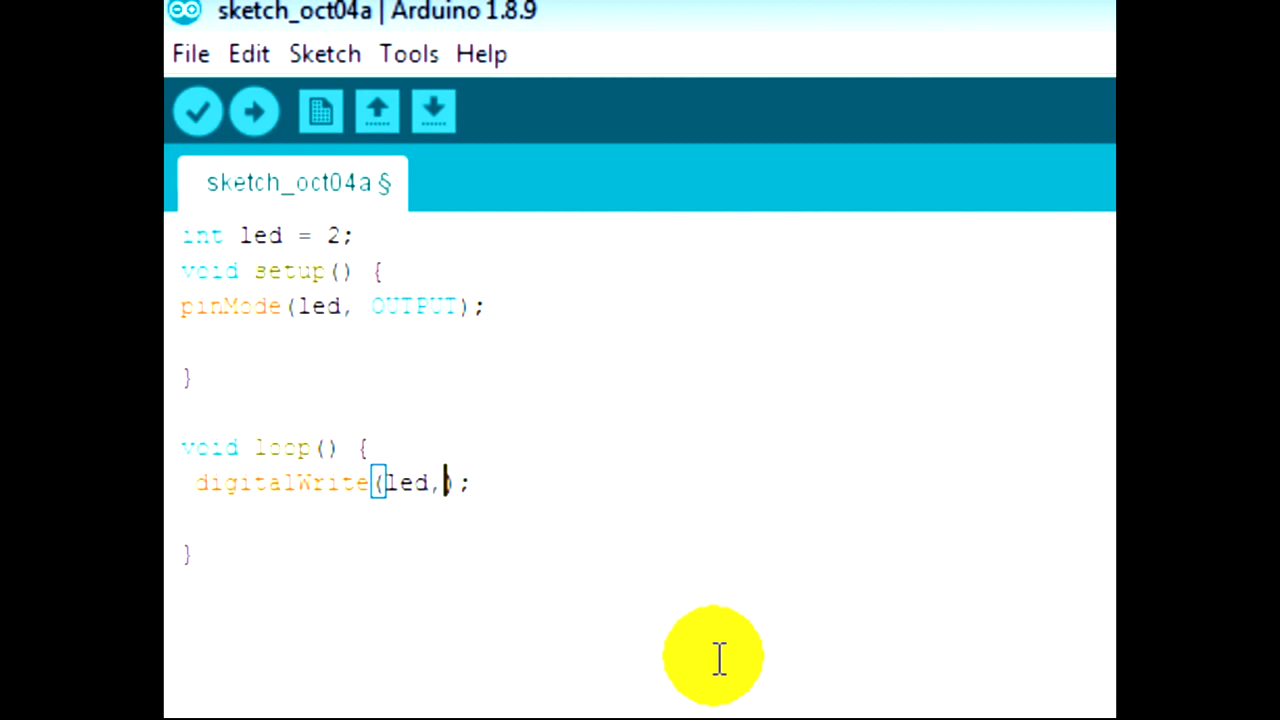 sketch_oct04a | Arduino 1.8.9
File Edit Sketch Tools Help
sketch_oct04a §
int led = 2;
void setup() {
pinMode(led, OUTPUT);
}
void loop() {
digitalWrite(led,);
}